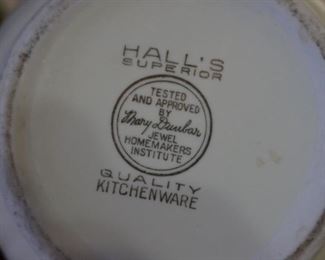 HALL'S
SUPERIOR
TESTED
AND APPROVED
BY
Mary Dunbar
JEWEL
HOMEMAKERS
INSTITUTE
QUALITY
KITCHENWARE